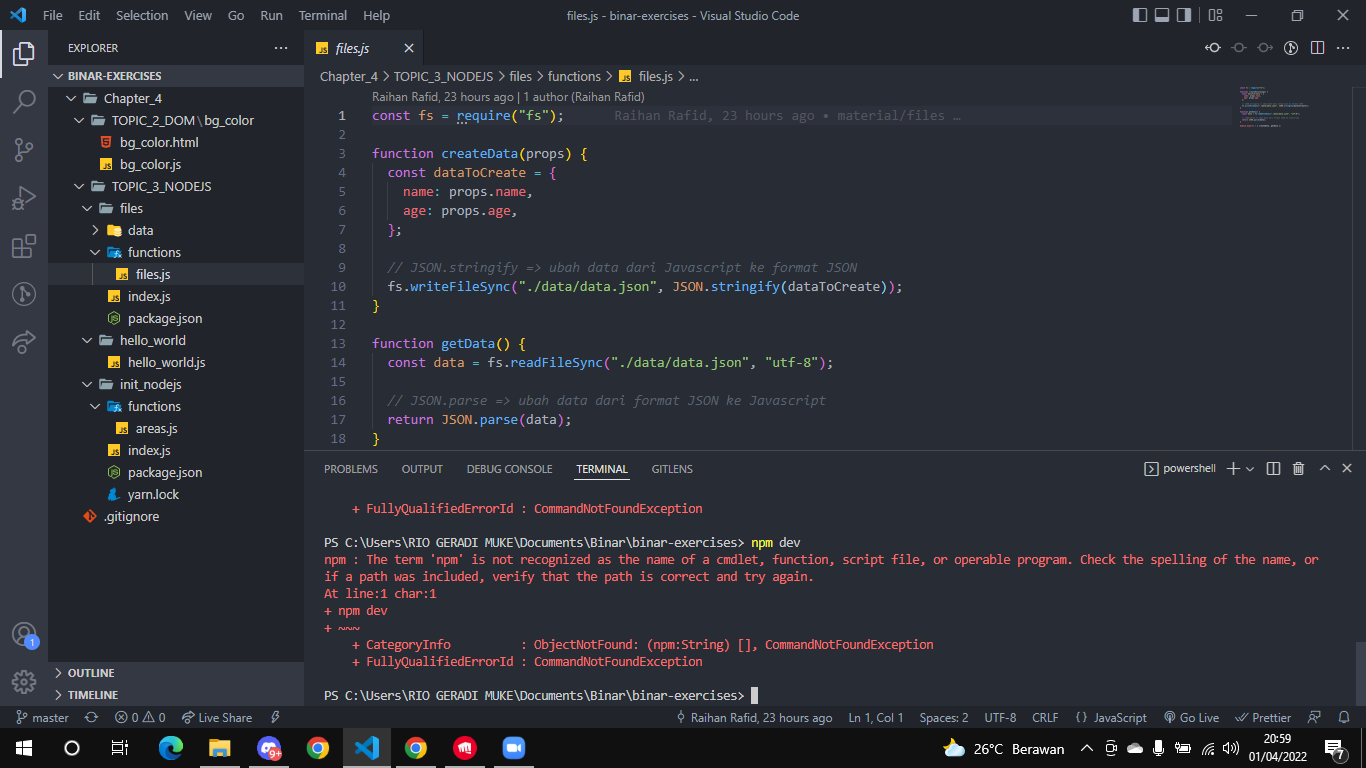 File Edit Selection View Go Run Terminal Help
files.js - binar-exercises - Visual Studio Code
EXPLORER
BINAR-EXERCISES
Chapter_4
TOPIC_2_DOM \ bg_color
bg_color.html
bg_color.js
TOPIC_3_NODEJS
files
data
functions
files.js
index.js
package.json
hello_world
hello_world.js
init_nodejs
functions
areas.js
index.js
package.json
yarn.lock
.gitignore
OUTLINE
TIMELINE
files.js
Chapter_4 > TOPIC_3_NODEJS > files > functions > files.js > ...
Raihan Rafid, 23 hours ago | 1 author (Raihan Rafid)
1 const fs = require("fs"); Raihan Rafid, 23 hours ago • material/files …
2
3 function createData(props) {
4 const dataToCreate = {
5 name: props.name,
6 age: props.age,
7 };
8
9 // JSON.stringify => ubah data dari Javascript ke format JSON
10 fs.writeFileSync("./data/data.json", JSON.stringify(dataToCreate));
11 }
12
13 function getData() {
14 const data = fs.readFileSync("./data/data.json", "utf-8");
15
16 // JSON.parse => ubah data dari format JSON ke Javascript
17 return JSON.parse(data);
18 }
PROBLEMS OUTPUT DEBUG CONSOLE TERMINAL GITLENS
powershell
+ FullyQualifiedErrorId : CommandNotFoundException
PS C:\Users\RIO GERADI MUKE\Documents\Binar\binar-exercises> npm dev
npm : The term 'npm' is not recognized as the name of a cmdlet, function, script file, or operable program. Check the spelling of the name, or
if a path was included, verify that the path is correct and try again.
At line:1 char:1
+ npm dev
+ ~~~
+ CategoryInfo : ObjectNotFound: (npm:String) [], CommandNotFoundException
+ FullyQualifiedErrorId : CommandNotFoundException
PS C:\Users\RIO GERADI MUKE\Documents\Binar\binar-exercises>
1
master 0 0 Live Share Raihan Rafid, 23 hours ago Ln 1, Col 1 Spaces: 2 UTF-8 CRLF {} JavaScript Go Live Prettier
9+
26°C Berawan
20:59
01/04/2022
7